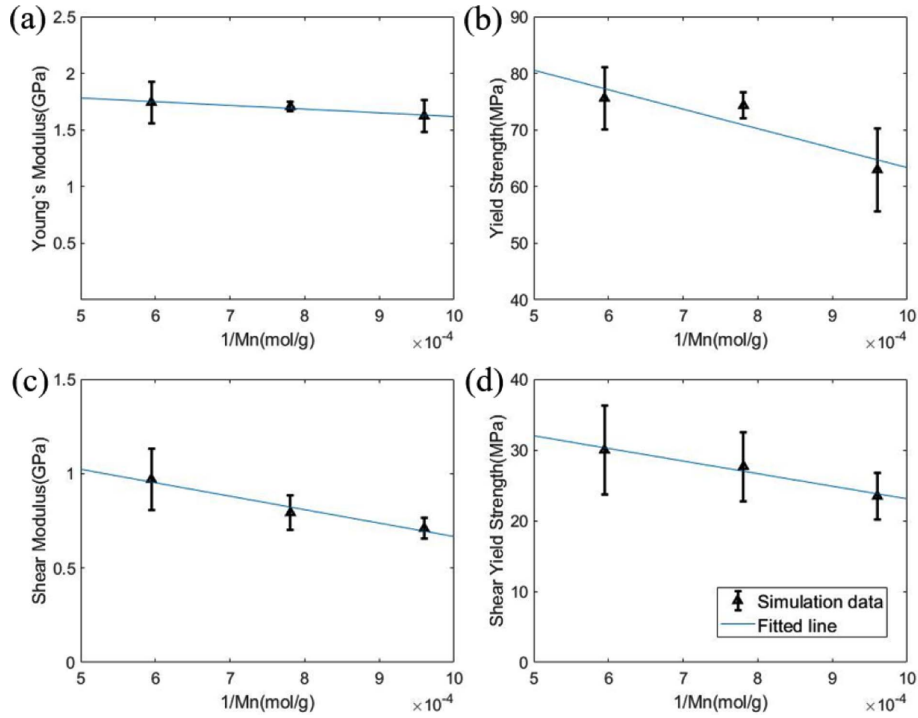 (a)
2.5
2
1.5
1
0.5
Young`s Modulus(GPa)
5 6 7 8 9 10
1/Mn(mol/g)
×10-4
(b)
90
80
70
60
50
40
Yield Strength(MPa)
5 6 7 8 9 10
1/Mn(mol/g)
×10-4
(c)
1.5
1
0.5
0
Shear Modulus(GPa)
5 6 7 8 9 10
1/Mn(mol/g)
×10-4
(d)
40
30
20
10
0
Shear Yield Strength(MPa)
Simulation data
Fitted line
5 6 7 8 9 10
1/Mn(mol/g)
×10-4